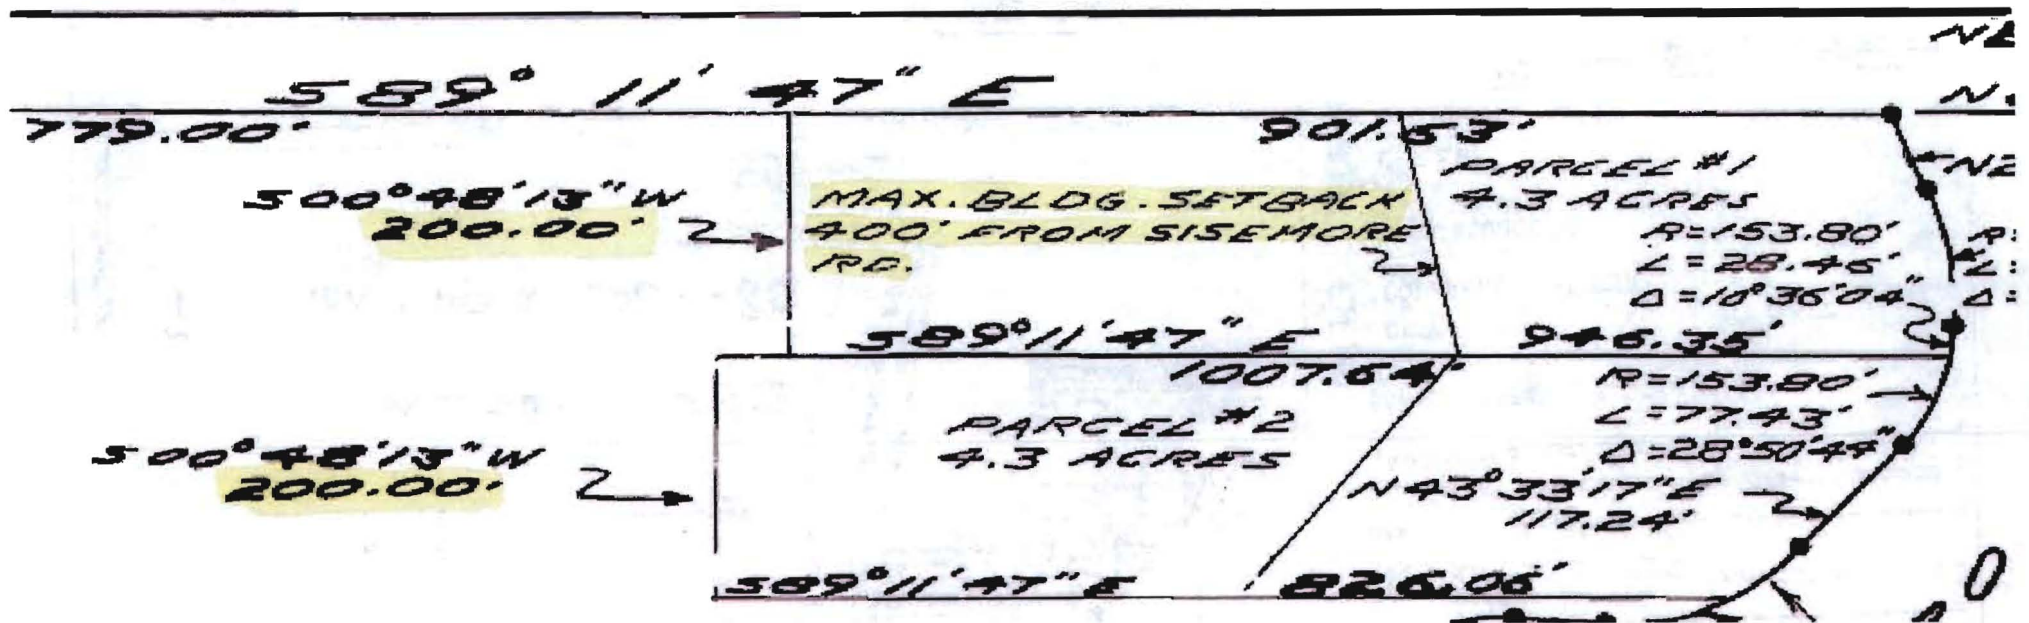 S89° 11' 47" E
779.00'
901.53'
S00°48'13"W
200.00'
MAX. BLDG. SETBACK
400' FROM SISEMORE
RD.
PARCEL #1
4.3 ACRES
R=153.80'
L=28.46'
Δ=10°36'04"
S89°11'47"E
946.35'
1007.64'
PARCEL #2
4.3 ACRES
R=153.80'
L=77.43'
Δ=28°50'44"
S00°48'13"W
200.00'
N43°33'17"E
117.24'
S89°11'47"E
826.06'